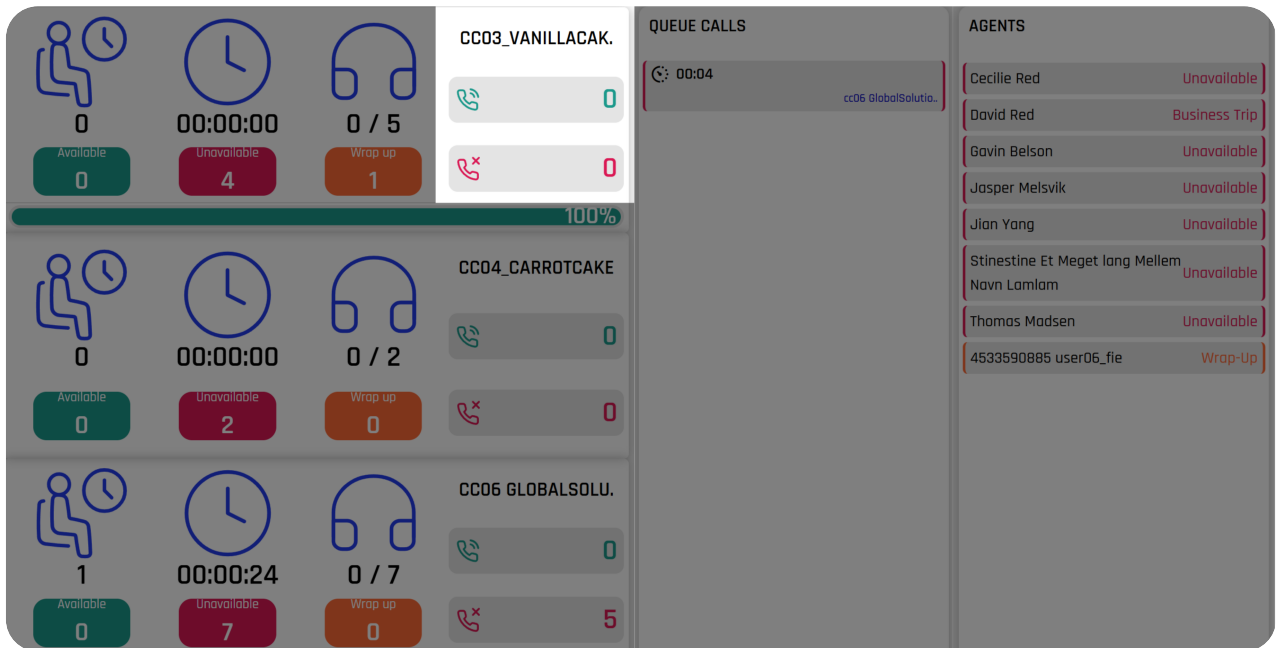 CC03_VANILLACAK.
0
0
0
00:00:00
0 / 5
Available
0
Unavailable
4
Wrap up
1
100%
CC04_CARROTCAKE
0
0
0
00:00:00
0 / 2
Available
0
Unavailable
2
Wrap up
0
CC06 GLOBALSOLU.
0
5
1
00:00:24
0 / 7
Available
0
Unavailable
7
Wrap up
0
QUEUE CALLS
00:04
cc06 GlobalSolutio..
AGENTS
Cecilie Red Unavailable
David Red Business Trip
Gavin Belson Unavailable
Jasper Melsvik Unavailable
Jian Yang Unavailable
Stinestine Et Meget lang Mellem
Navn Lamlam
Unavailable
Thomas Madsen Unavailable
4533590885 user06_fie Wrap-Up